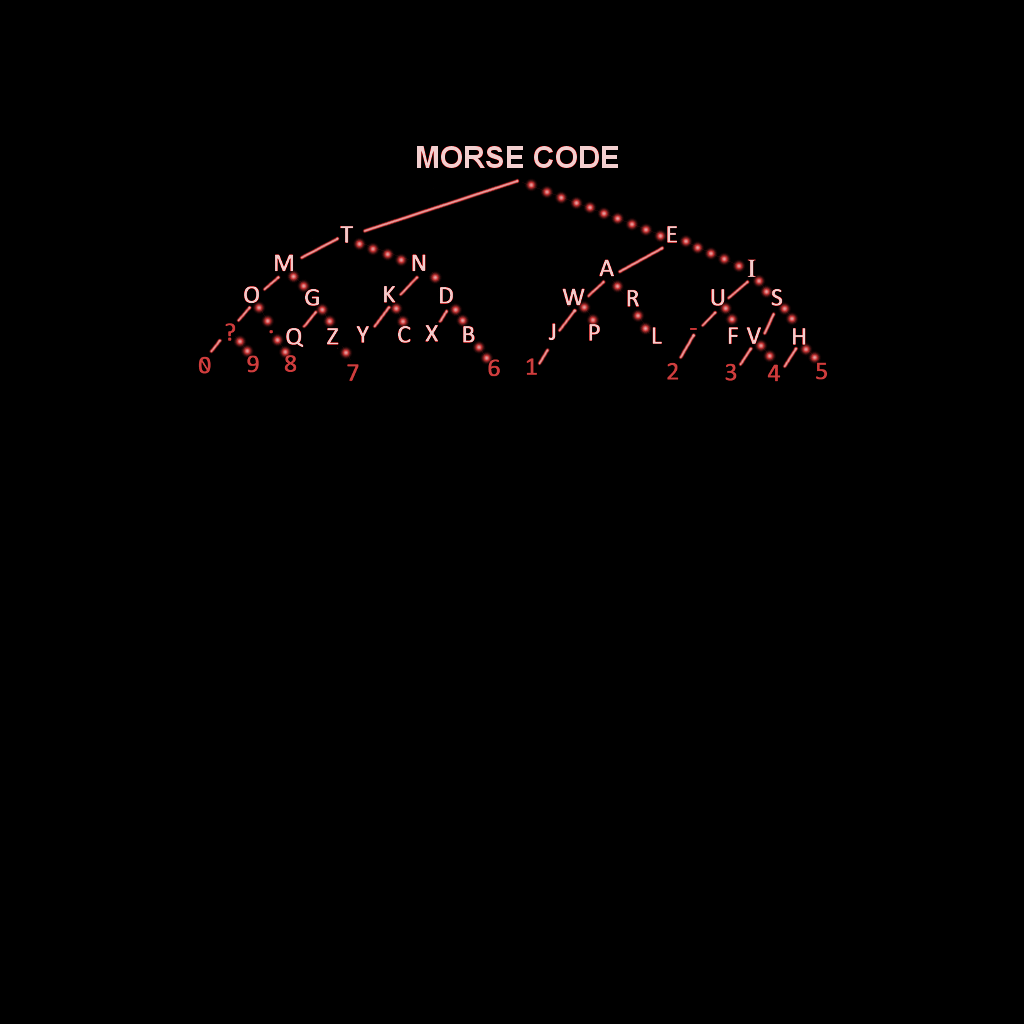 MORSE CODE
T E
M N A I
O G K D W R U S
? . Q Z Y C X B J P L - F V H
0 9 8 7 6 1 2 3 4 5